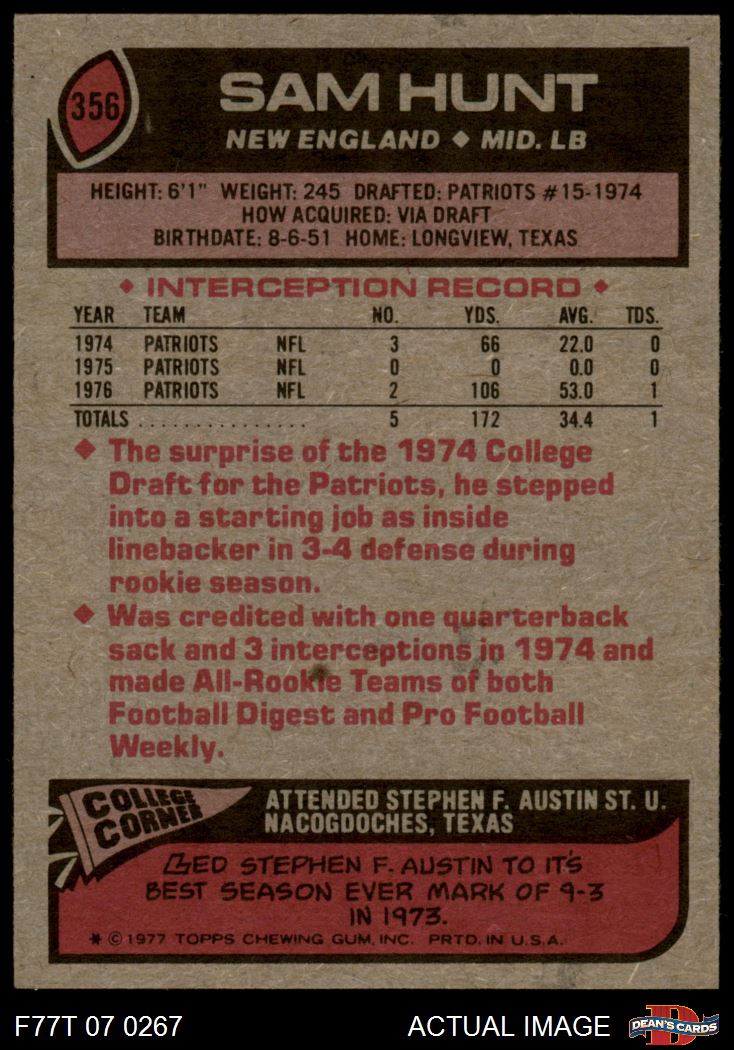 356
SAM HUNT
NEW ENGLAND ◆ MID. LB
HEIGHT: 6'1" WEIGHT: 245 DRAFTED: PATRIOTS #15-1974
HOW ACQUIRED: VIA DRAFT
BIRTHDATE: 8-6-51 HOME: LONGVIEW, TEXAS
◆ INTERCEPTION RECORD ◆
YEAR TEAM NO. YDS. AVG. TDS.
1974 PATRIOTS NFL 3 66 22.0 0
1975 PATRIOTS NFL 0 0 0.0 0
1976 PATRIOTS NFL 2 106 53.0 1
TOTALS ............... 5 172 34.4 1
◆ The surprise of the 1974 College
Draft for the Patriots, he stepped
into a starting job as inside
linebacker in 3-4 defense during
rookie season.
◆ Was credited with one quarterback
sack and 3 interceptions in 1974 and
made All-Rookie Teams of both
Football Digest and Pro Football
Weekly.
COLLEGE
CORNER
ATTENDED STEPHEN F. AUSTIN ST. U.
NACOGDOCHES, TEXAS
LED STEPHEN F. AUSTIN TO IT'S
BEST SEASON EVER MARK OF 9-3
IN 1973.
* © 1977 TOPPS CHEWING GUM, INC. PRTD. IN U.S.A.
F77T 07 0267
ACTUAL IMAGE
D
DEAN'S CARDS